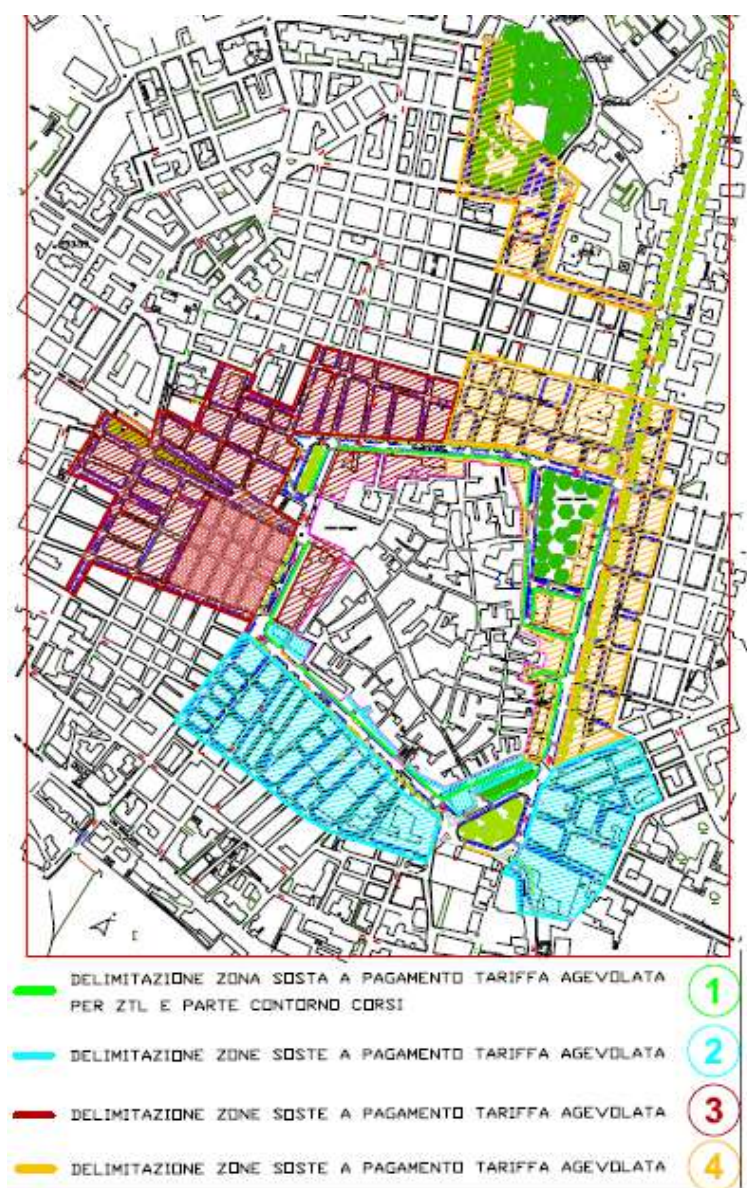 DELIMITAZIONE ZONA SOSTA A PAGAMENTO TARIFFA AGEVOLATA
PER ZTL E PARTE CONTORNO CORSI
1
DELIMITAZIONE ZONE SOSTE A PAGAMENTO TARIFFA AGEVOLATA
2
DELIMITAZIONE ZONE SOSTE A PAGAMENTO TARIFFA AGEVOLATA
3
DELIMITAZIONE ZONE SOSTE A PAGAMENTO TARIFFA AGEVOLATA
4